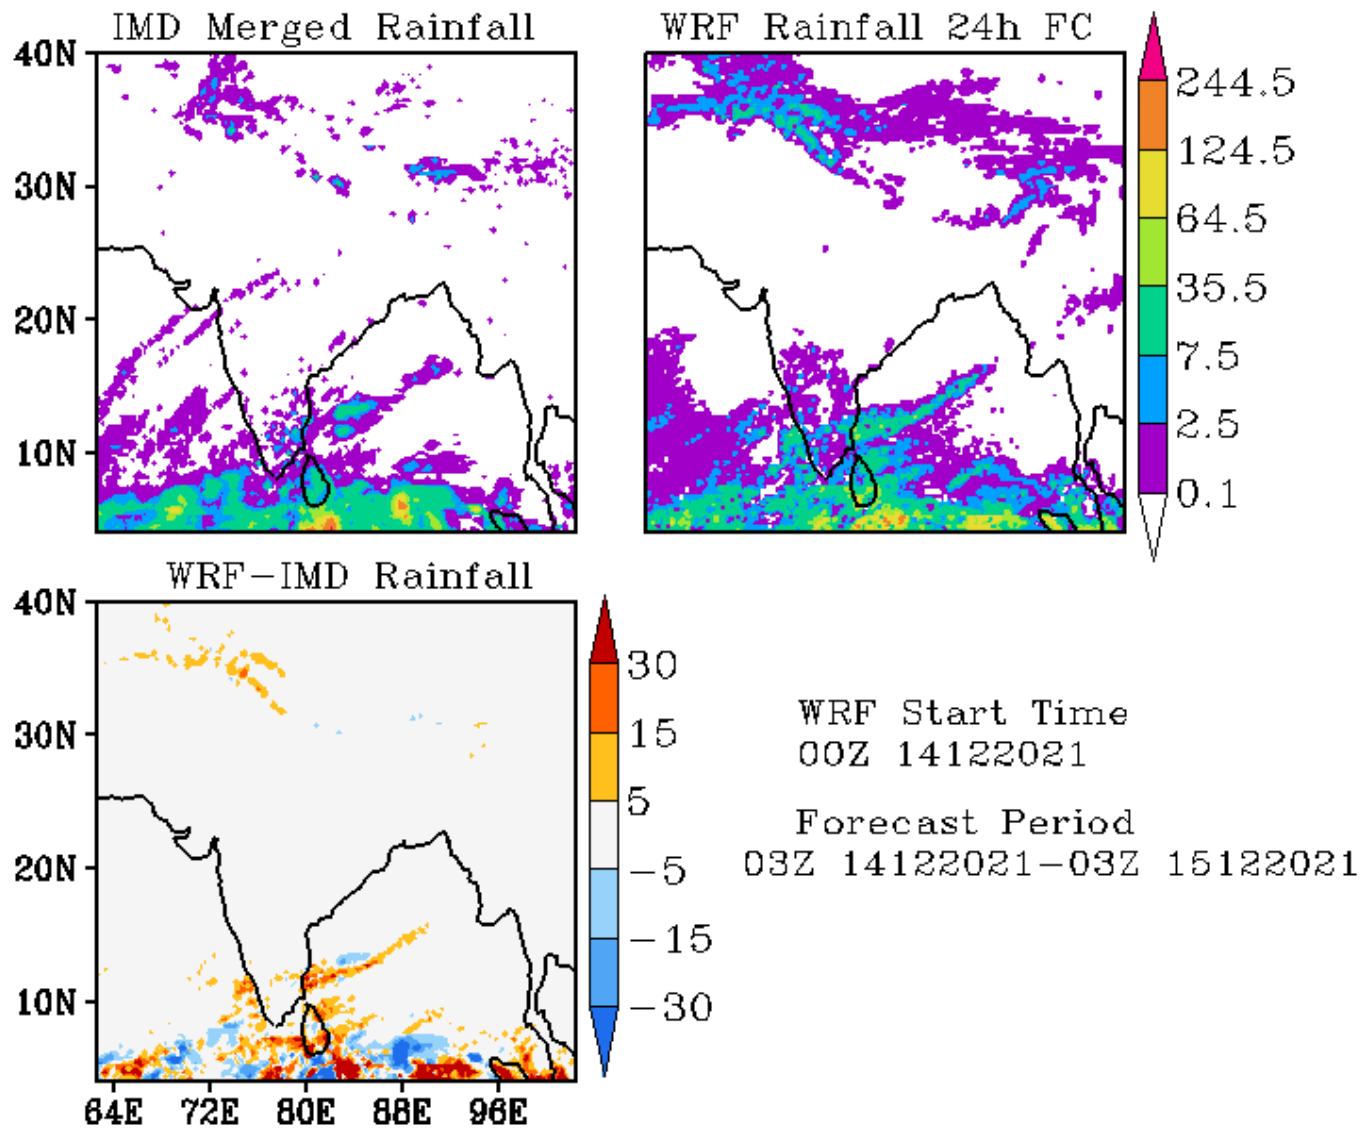 IMD Merged Rainfall
WRF Rainfall 24h FC
40N
30N
20N
10N
244.5
124.5
64.5
35.5
7.5
2.5
0.1
WRF-IMD Rainfall
40N
30N
20N
10N
64E 72E 80E 88E 96E
30
15
5
-5
-15
-30
WRF Start Time
00Z 14122021
Forecast Period
03Z 14122021-03Z 15122021